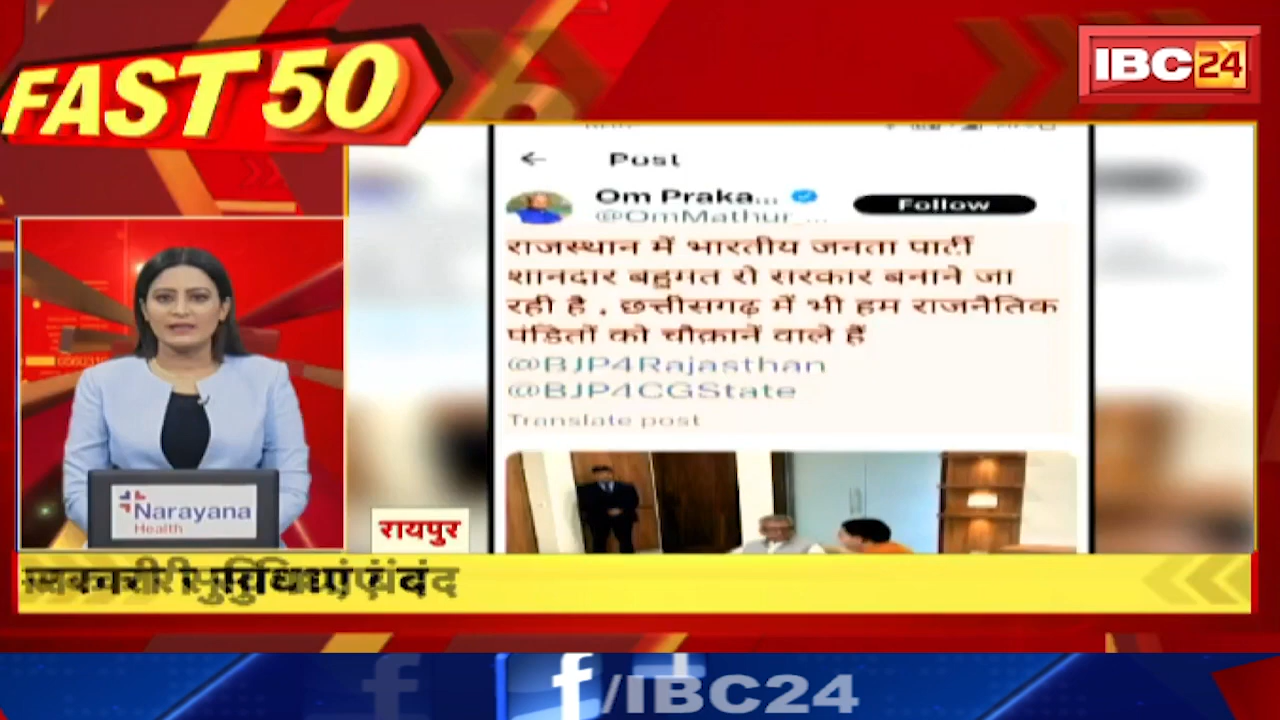 FAST 50
IBC24
Post
Om Praka...
@OmMathur_...
Follow
राजस्थान में भारतीय जनता पार्टी
शानदार बहुमत से सरकार बनाने जा
रही है , छत्तीसगढ़ में भी हम राजनैतिक
पंडितों को चौक़ानें वाले हैं
@BJP4Rajasthan
@BJP4CGState
Translate post
Narayana
Health
रायपुर
f/IBC24